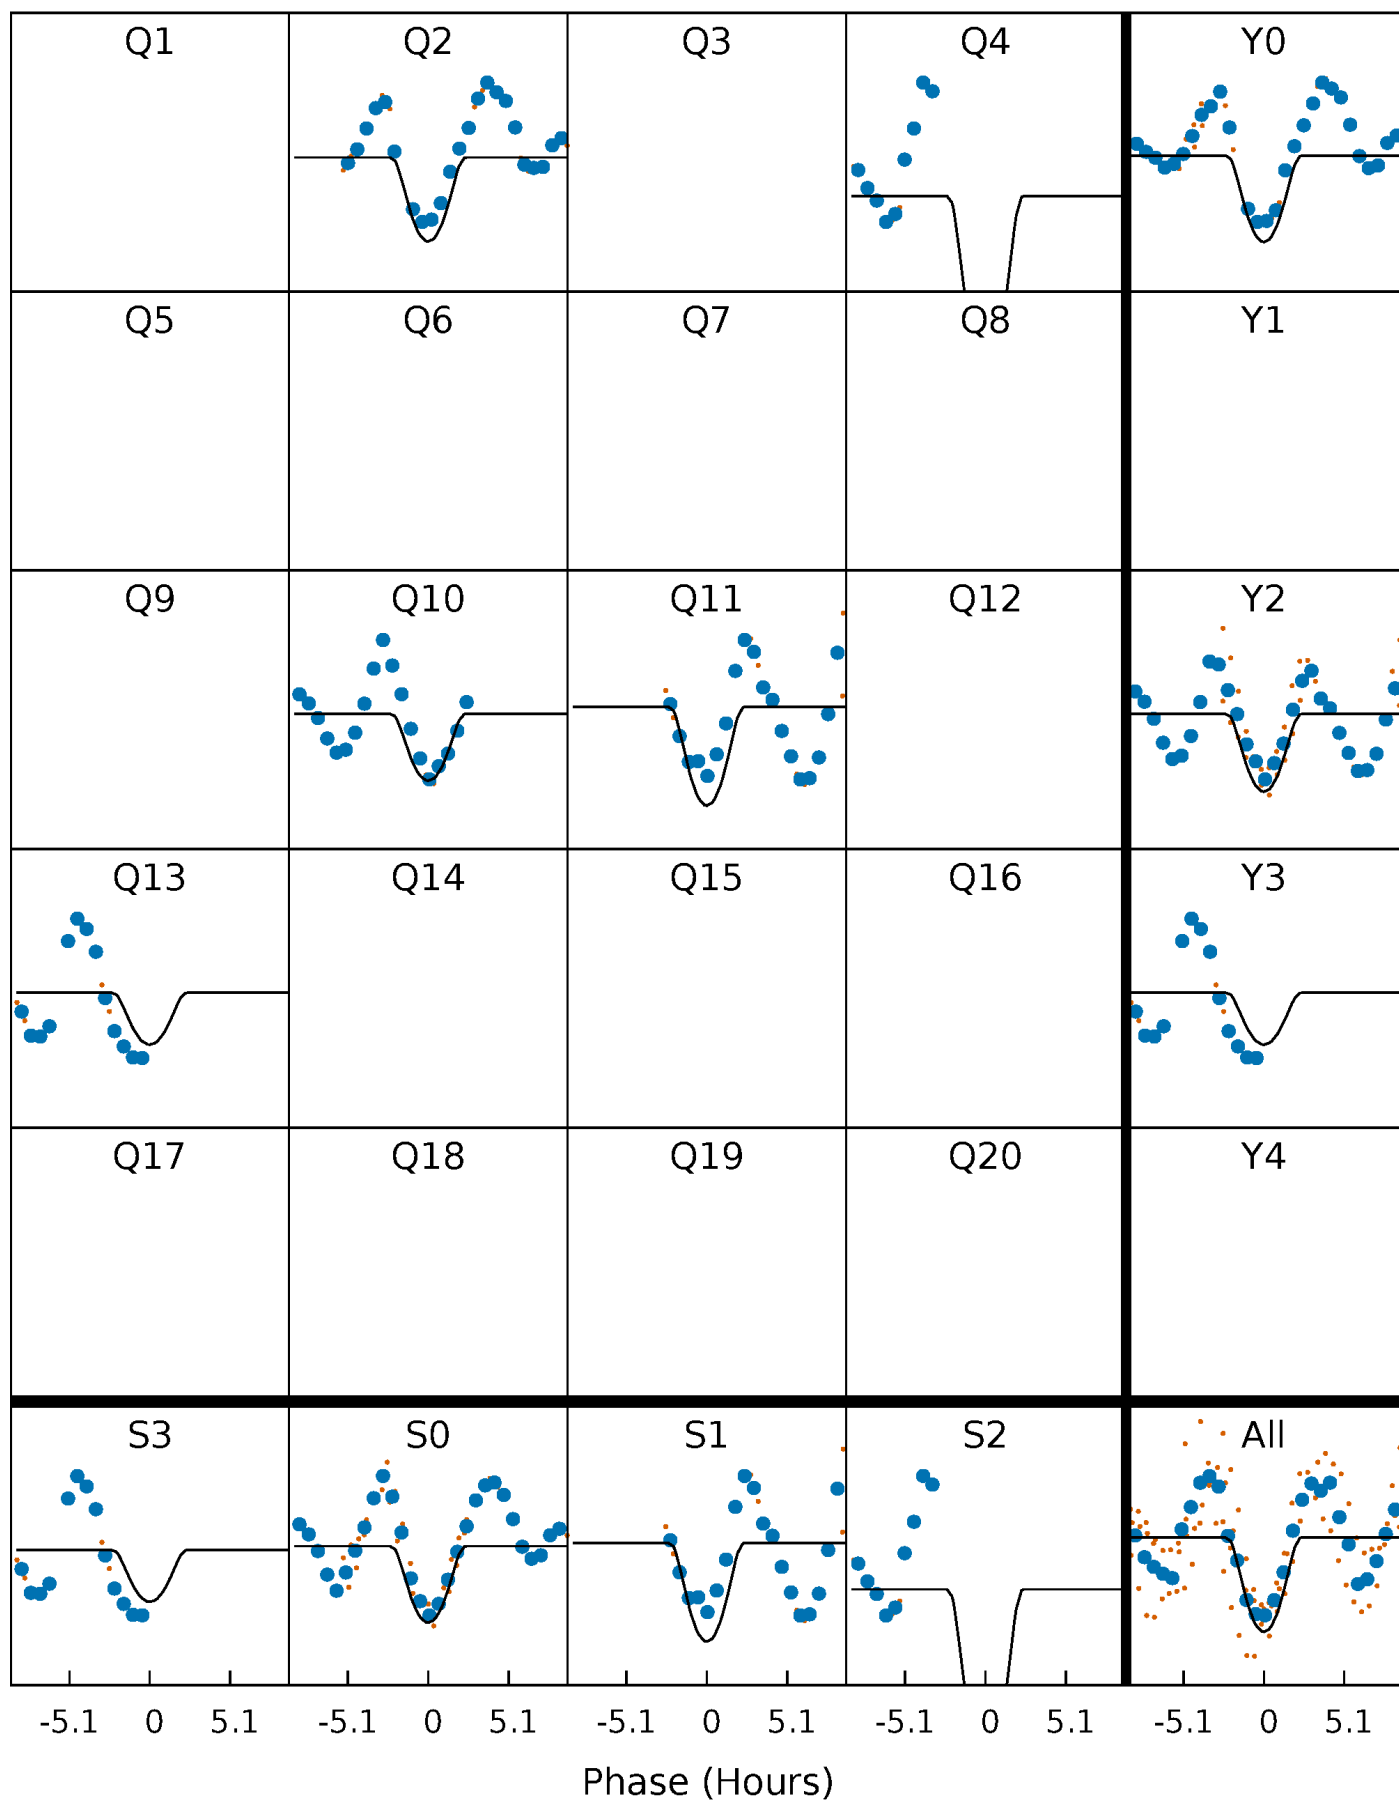 Q1 Q2 Q3 Q4 Y0
Q5 Q6 Q7 Q8 Y1
Q9 Q10 Q11 Q12 Y2
Q13 Q14 Q15 Q16 Y3
Q17 Q18 Q19 Q20 Y4
S3 S0 S1 S2 All
-5.1 0 5.1 -5.1 0 5.1 -5.1 0 5.1 -5.1 0 5.1 -5.1 0 5.1
Phase (Hours)